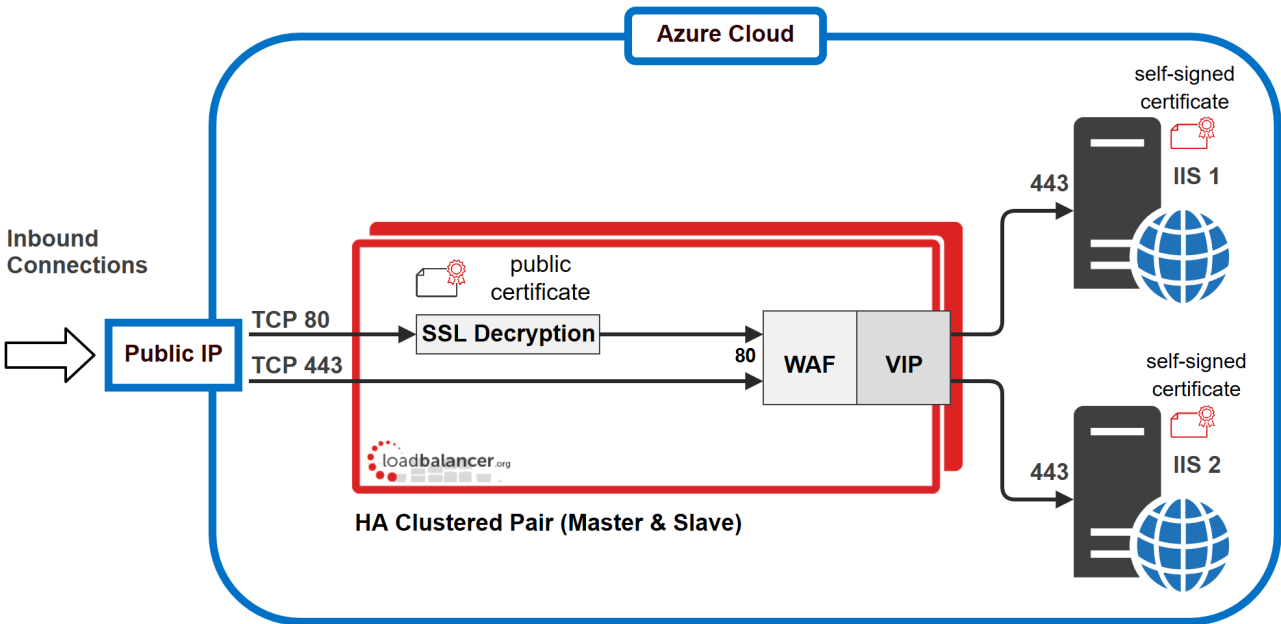 Azure Cloud
self-signed
certificate
IIS 1
443
Inbound
Connections
public
certificate
TCP 80
SSL Decryption
Public IP
TCP 443
80
WAF
VIP
self-signed
certificate
IIS 2
443
loadbalancer.org
HA Clustered Pair (Master & Slave)